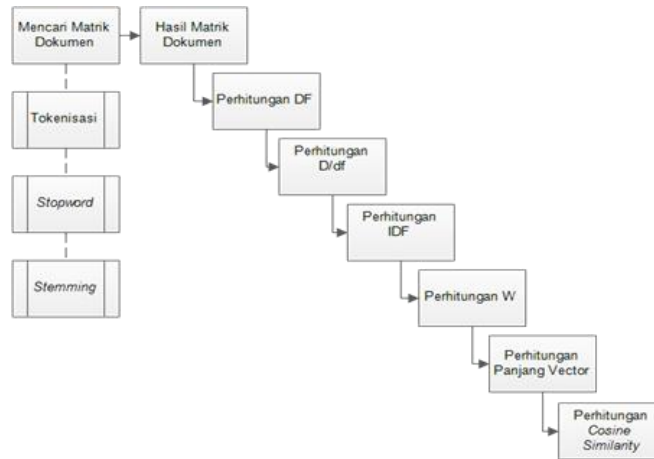 Mencari Matrik
Dokumen
Hasil Matrik
Dokumen
Tokenisasi
Stopword
Stemming
Perhitungan DF
Perhitungan
D/df
Perhitungan
IDF
Perhitungan W
Perhitungan
Panjang Vector
Perhitungan
Cosine
Similarity